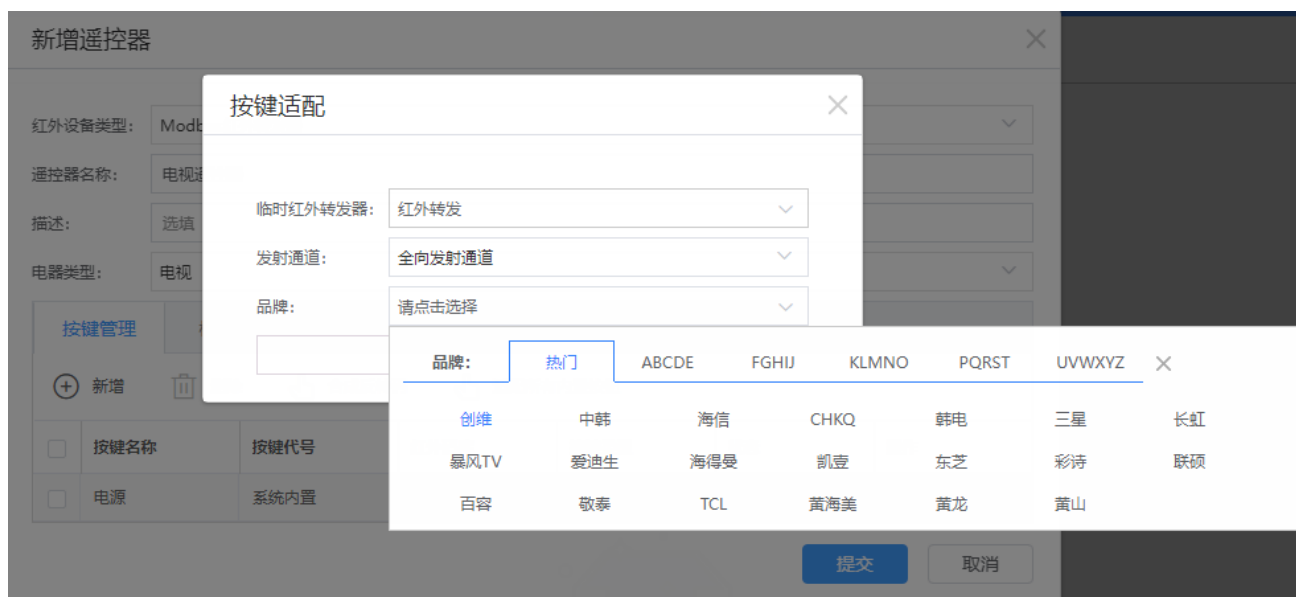 新增遥控器
按键适配
红外设备类型: Modb
遥控器名称: 电视
临时红外转发器: 红外转发
描述: 选填
发射通道: 全向发射通道
电器类型: 电视
品牌: 请点击选择
按键管理
品牌: 热门 ABCDE FGHIJ KLMNO PQRST UVWXYZ
新增
创维 中韩 海信 CHKQ 韩电 三星 长虹
按键名称 按键代号
暴风TV 爱迪生 海得曼 凯壹 东芝 彩诗 联硕
电源 系统内置
百容 敬泰 TCL 黄海美 黄龙 黄山
提交 取消